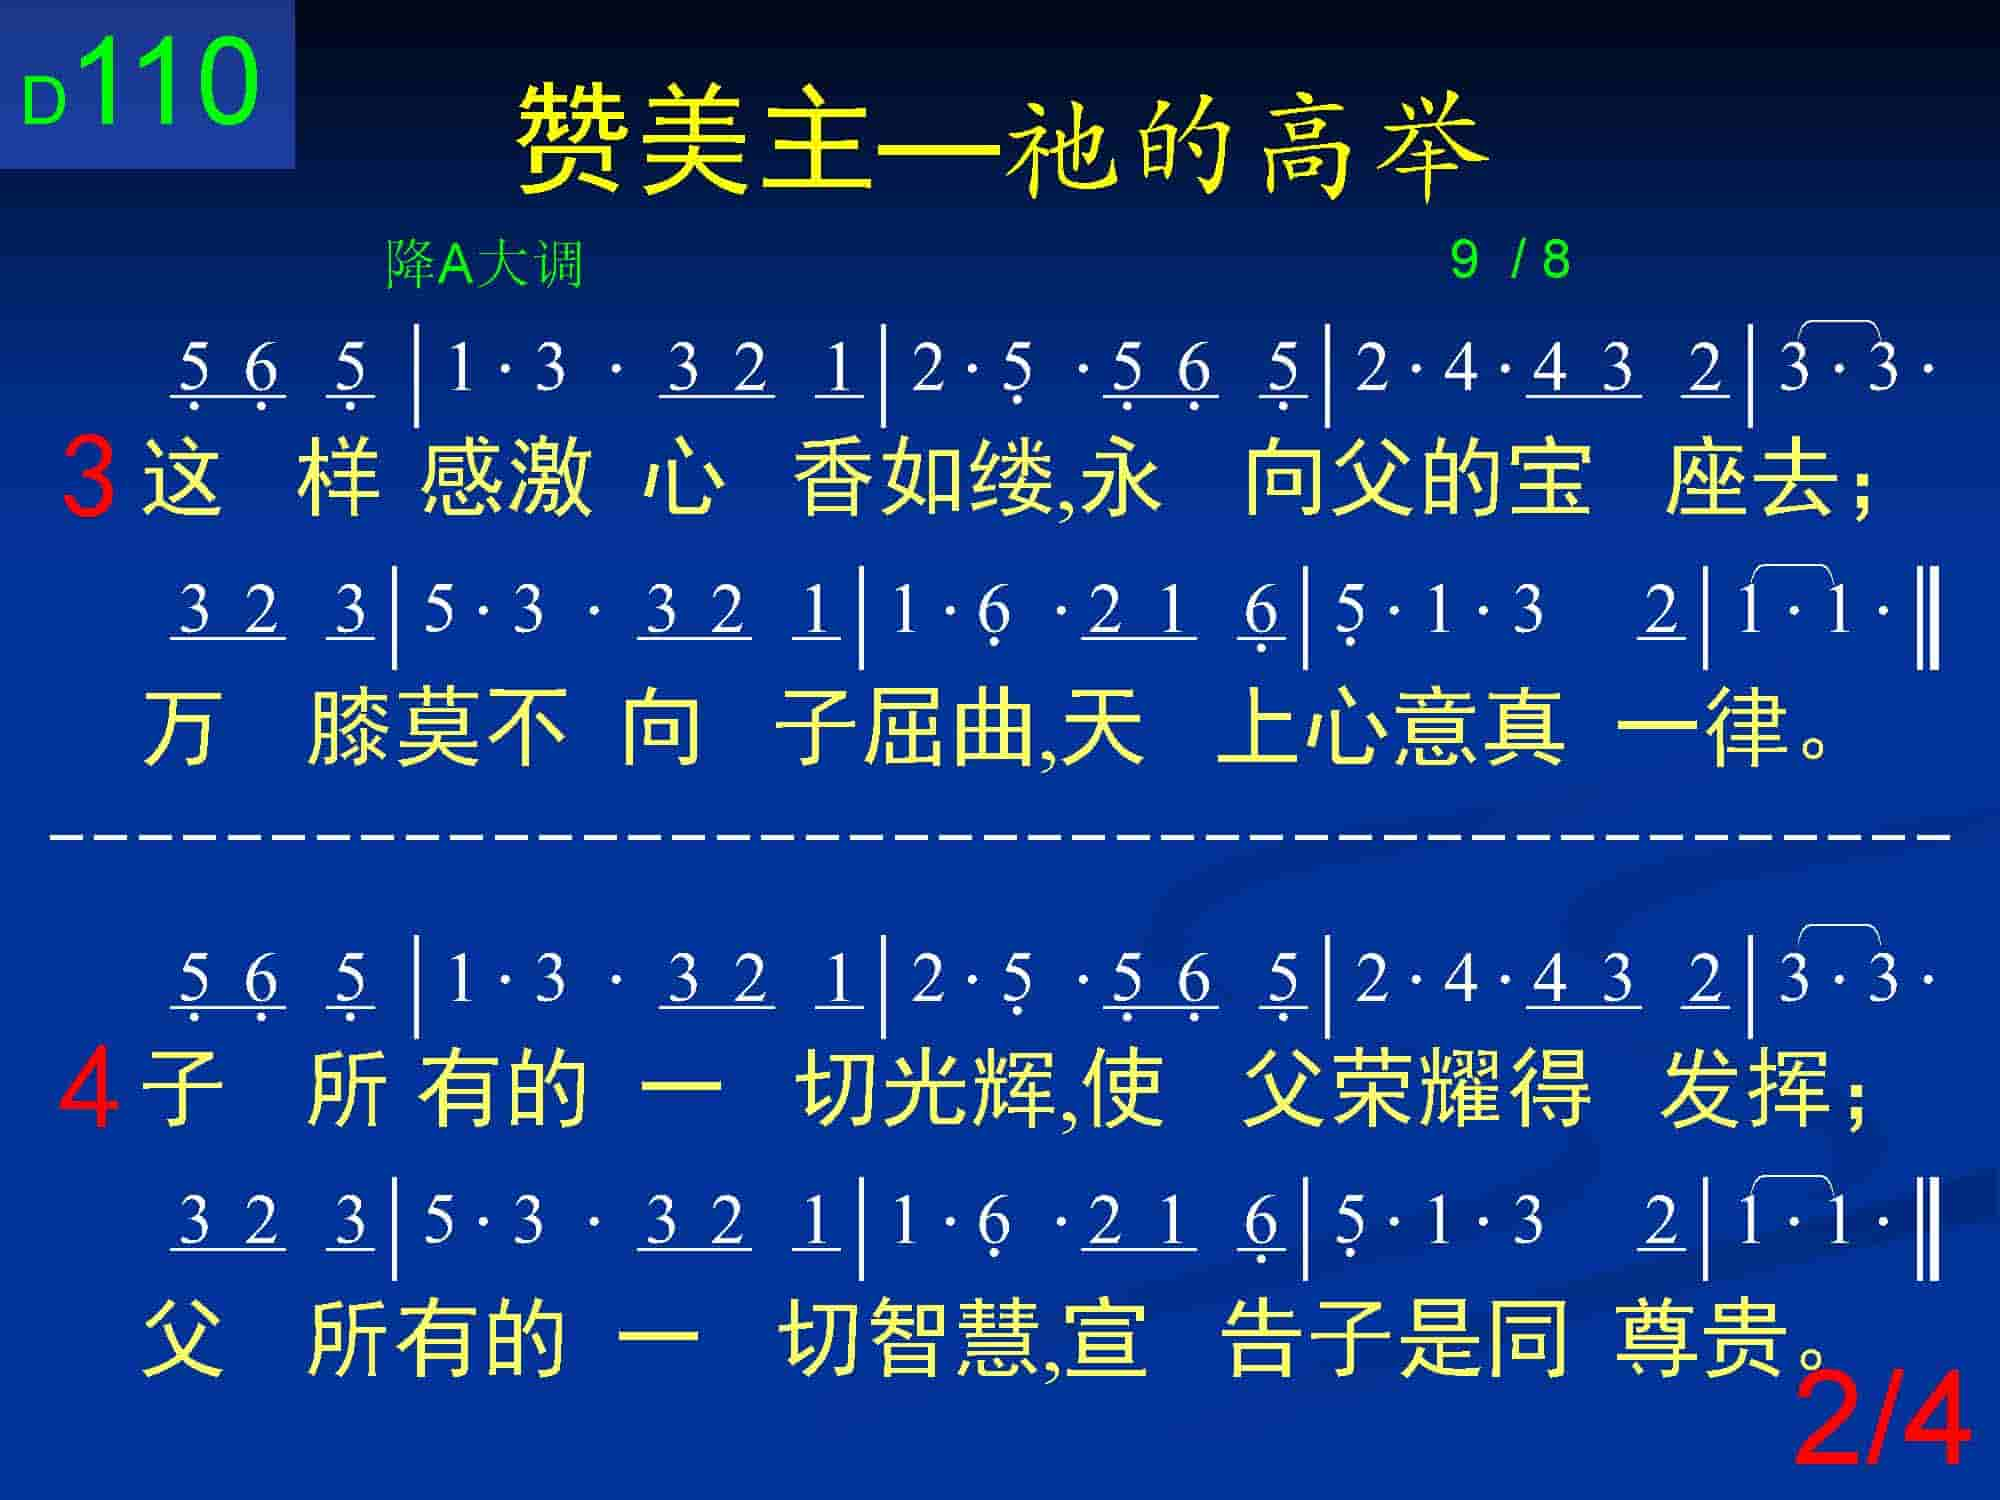 D110
赞美主—祂的高举
降A大调 9 / 8
5 6 5 | 1 · 3 · 3 2 1 | 2 · 5 · 5 6 5 | 2 · 4 · 4 3 2 | 3 · 3 ·
3 这样感激心香如缕,永向父的宝座去；
3 2 3 | 5 · 3 · 3 2 1 | 1 · 6 · 2 1 6 | 5 · 1 · 3 2 | 1 · 1 · ‖
万膝莫不向子屈曲,天上心意真一律。
5 6 5 | 1 · 3 · 3 2 1 | 2 · 5 · 5 6 5 | 2 · 4 · 4 3 2 | 3 · 3 ·
4 子所有的一切光辉,使父荣耀得发挥；
3 2 3 | 5 · 3 · 3 2 1 | 1 · 6 · 2 1 6 | 5 · 1 · 3 2 | 1 · 1 · ‖
父所有的一切智慧,宣告子是同尊贵。
2/4